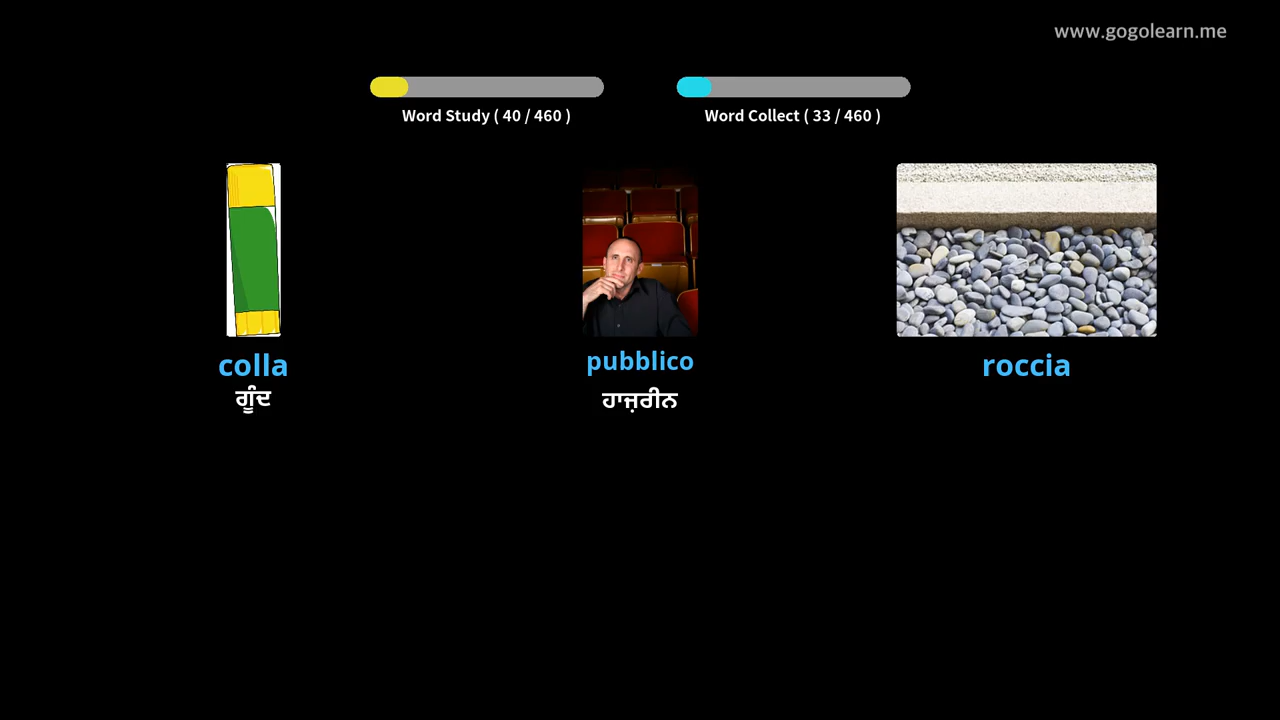 www.gogolearn.me
Word Study ( 40 / 460 )
Word Collect ( 33 / 460 )
colla
pubblico
roccia
ਗੂੰਦ
ਹਾਜ਼ਰੀਨ